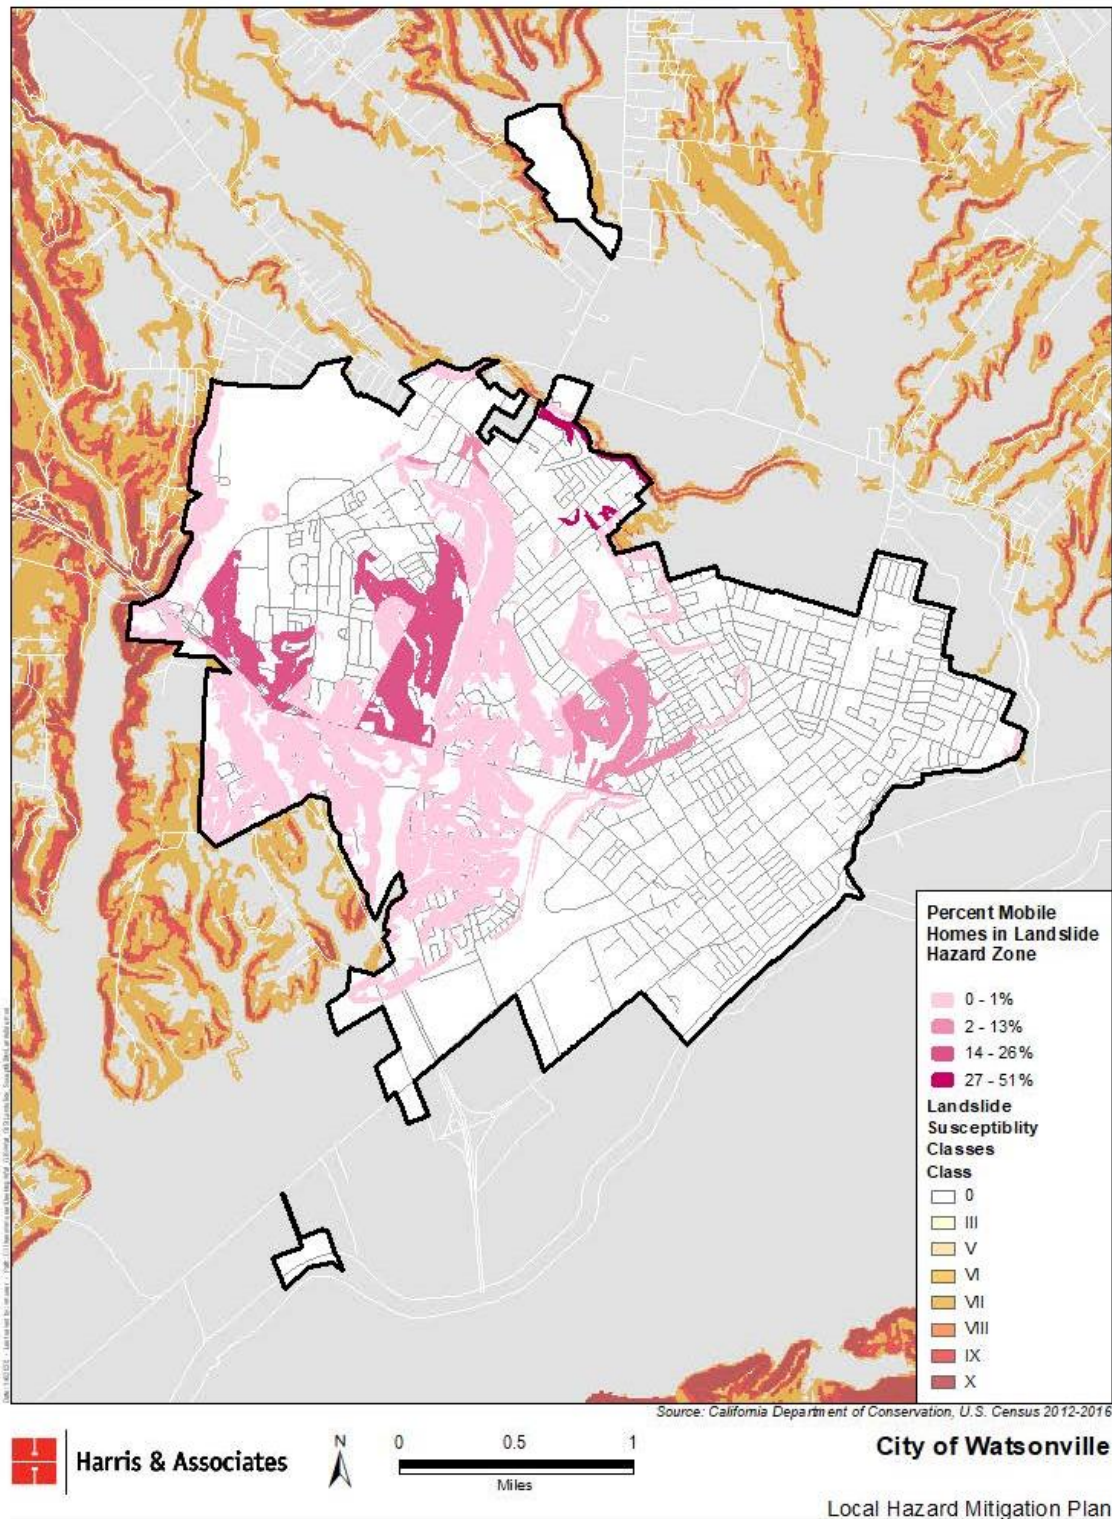 Percent Mobile
Homes in Landslide
Hazard Zone
0 - 1%
2 - 13%
14 - 26%
27 - 51%
Landslide
Susceptiblity
Classes
Class
0
III
V
VI
VII
VIII
IX
X
Source: California Department of Conservation, U.S. Census 2012-2016
Harris & Associates
N
0 0.5 1
Miles
City of Watsonville
Local Hazard Mitigation Plan